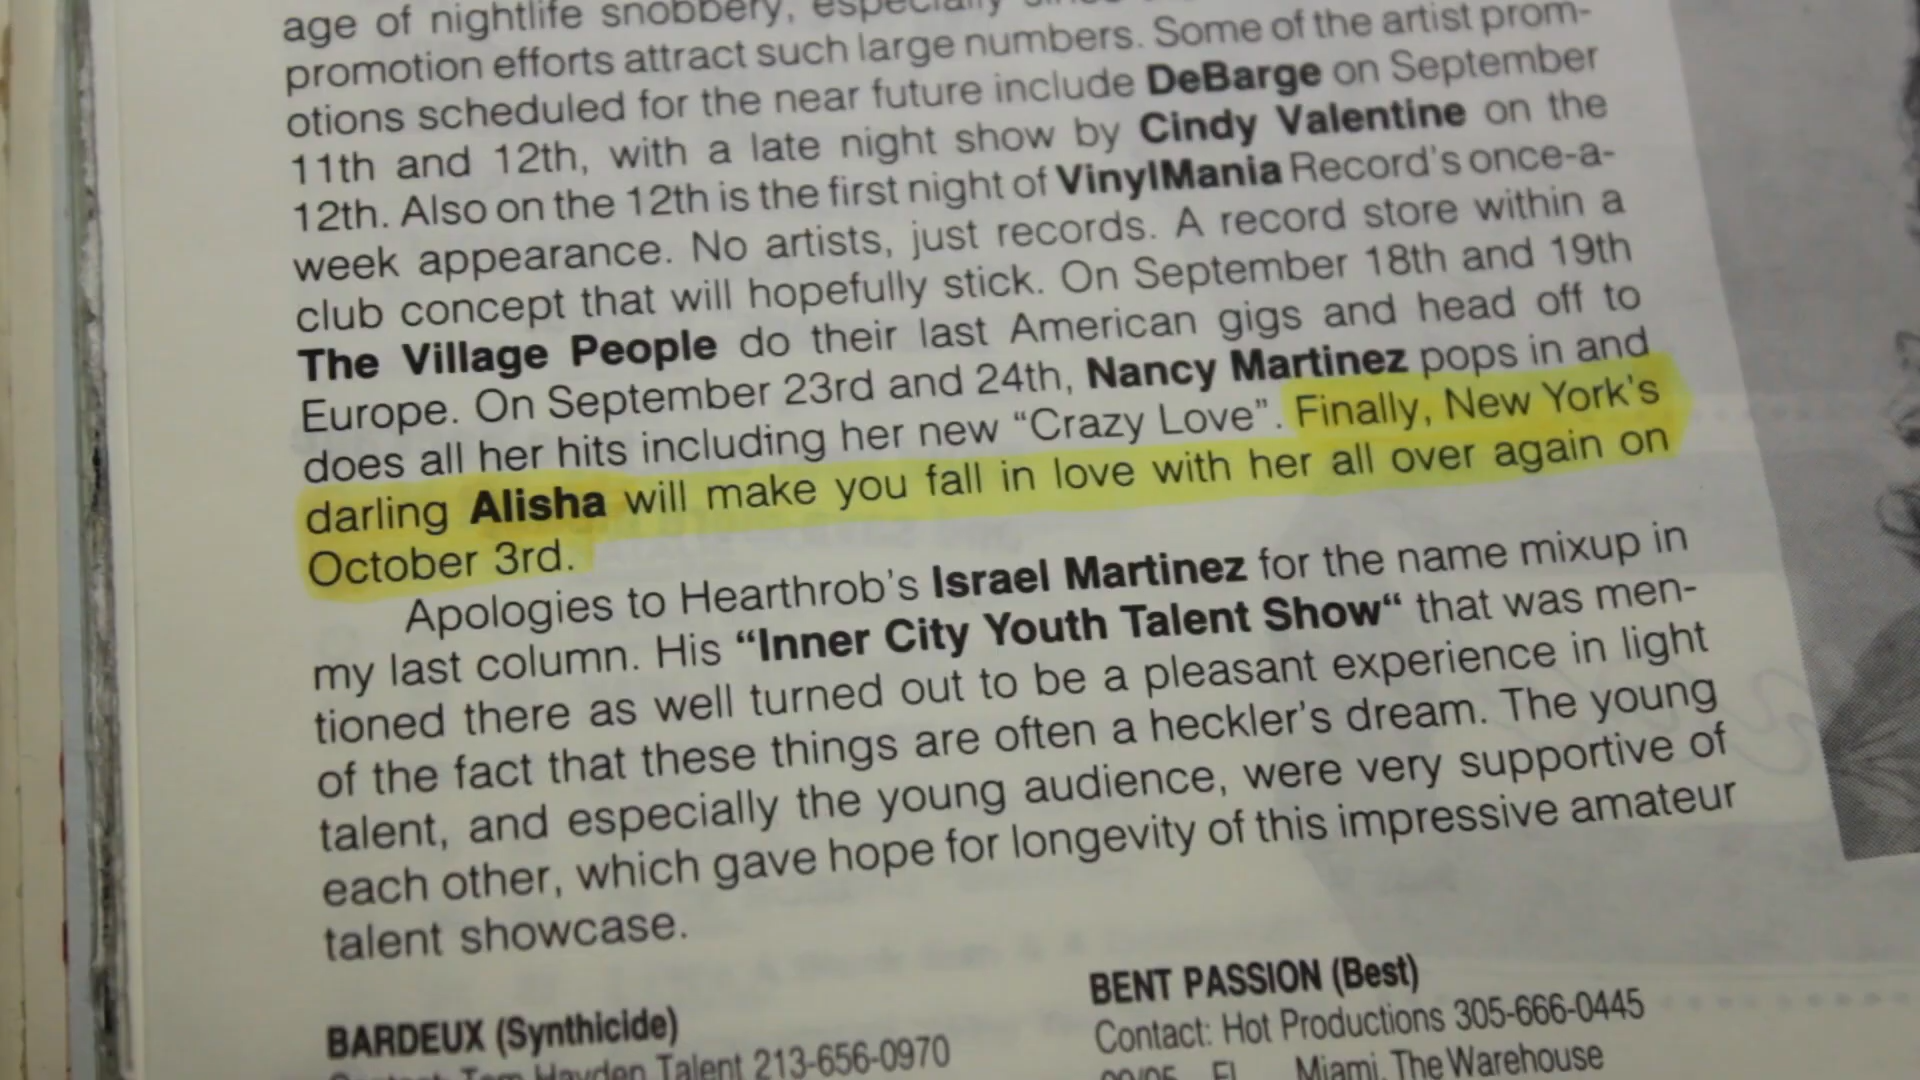 age of nightlife snobbery, especially
promotion efforts attract such large numbers. Some of the artist prom-
otions scheduled for the near future include DeBarge on September
11th and 12th, with a late night show by Cindy Valentine on the
12th. Also on the 12th is the first night of VinylMania Record's once-a-
week appearance. No artists, just records. A record store within a
club concept that will hopefully stick. On September 18th and 19th
The Village People do their last American gigs and head off to
Europe. On September 23rd and 24th, Nancy Martinez pops in and
does all her hits including her new “Crazy Love”. Finally, New York's
darling Alisha will make you fall in love with her all over again on
October 3rd.
Apologies to Hearthrob's Israel Martinez for the name mixup in
my last column. His “Inner City Youth Talent Show“ that was men-
tioned there as well turned out to be a pleasant experience in light
of the fact that these things are often a heckler's dream. The young
talent, and especially the young audience, were very supportive of
each other, which gave hope for longevity of this impressive amateur
talent showcase.
BARDEUX (Synthicide)
Contact: Tom Hayden Talent 213-656-0970
BENT PASSION (Best)
Contact: Hot Productions 305-666-0445
09/05 FL Miami, The Warehouse